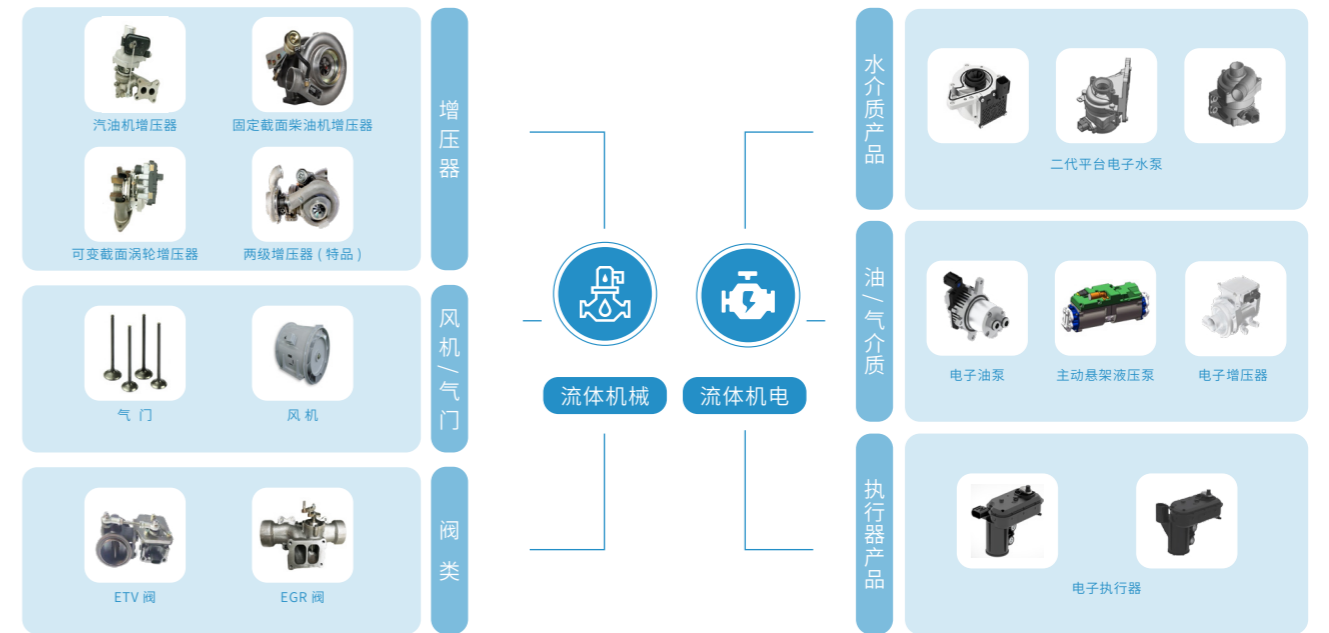 汽油机增压器
固定截面柴油机增压器
可变截面涡轮增压器
两级增压器 ( 特品 )
增压器
气 门
风 机
风机/气门
ETV 阀
EGR 阀
阀类
流体机械
流体机电
水介质产品
二代平台电子水泵
油/气介质
电子油泵
主动悬架液压泵
电子增压器
执行器产品
电子执行器